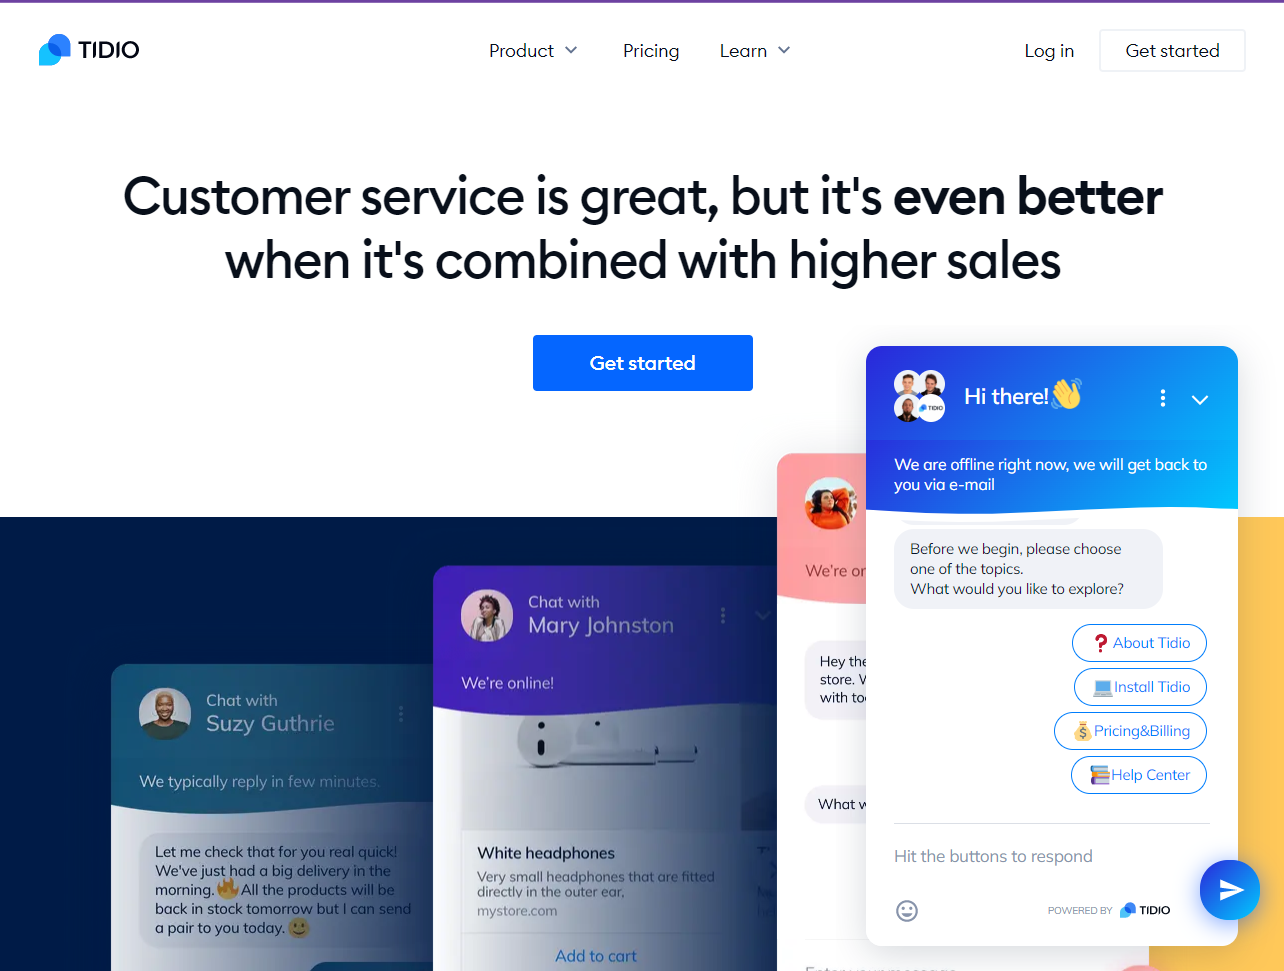 TIDIO
Product
Pricing
Learn
Log in
Get started
Customer service is great, but it's even better
when it's combined with higher sales
Get started
Hi there!👋
TIDIO
We are offline right now, we will get back to
you via e-mail
Before we begin, please choose
one of the topics.
What would you like to explore?
❓ About Tidio
💻Install Tidio
💰Pricing&Billing
📚Help Center
Hit the buttons to respond
POWERED BY TIDIO
We're
Hey
store.
with
What
Enter your message
Chat with
Mary Johnston
We're online!
White headphones
Very small headphones that are fitted
directly in the outer ear,
mystore.com
Add to cart
Chat with
Suzy Guthrie
We typically reply in few minutes.
Let me check that for you real quick!
We've just had a big delivery in the
morning.🔥All the products will be
back in stock tomorrow but I can send
a pair to you today.🙂